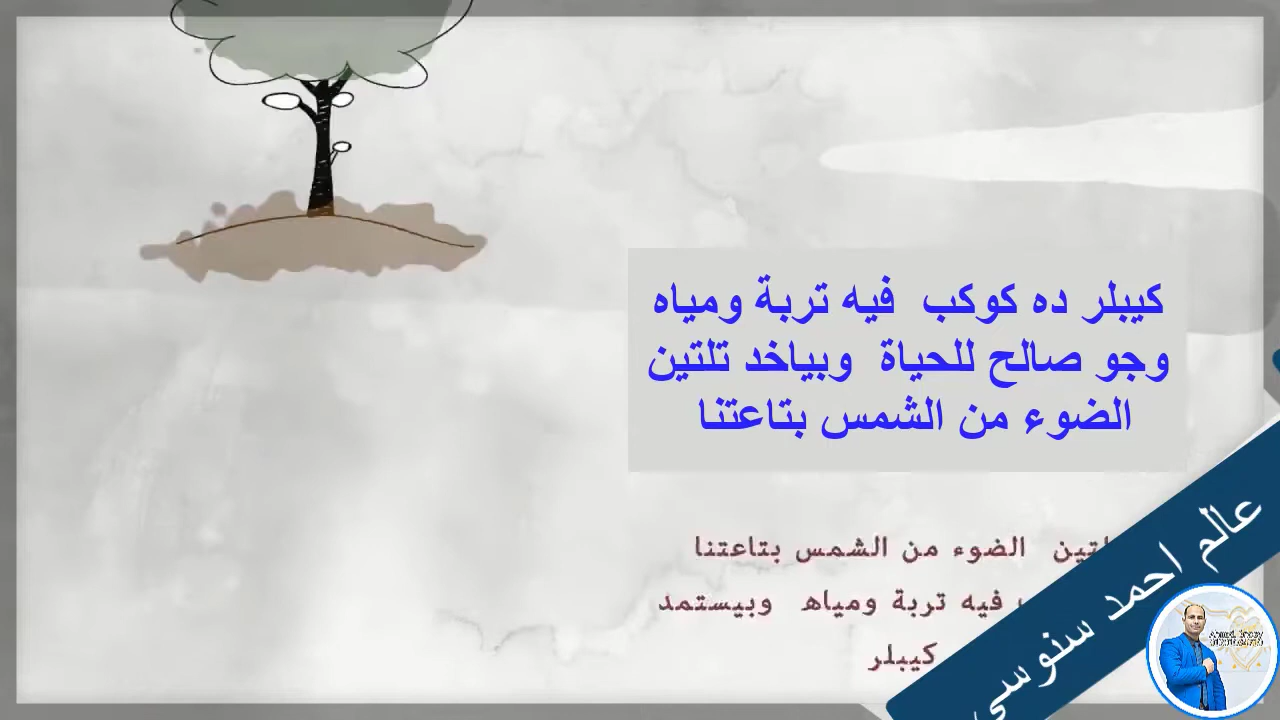 كيبلر ده كوكب فيه تربة ومياه
وجو صالح للحياة وبياخد تلتين
الضوء من الشمس بتاعتنا
الضوء من الشمس بتاعتنا
فيه تربة ومياه وبيستمد
كيبلر
عالم احمد سنوسي